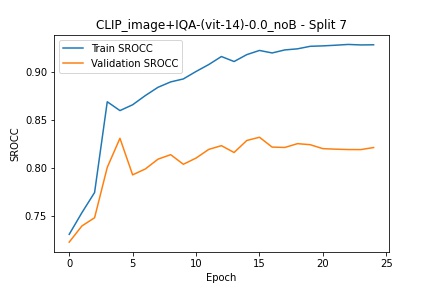 CLIP_image+IQA-(vit-14)-0.0_noB - Split 7
Train SROCC
Validation SROCC
0.90
0.85
0.80
0.75
SROCC
0
5
10
15
20
25
Epoch